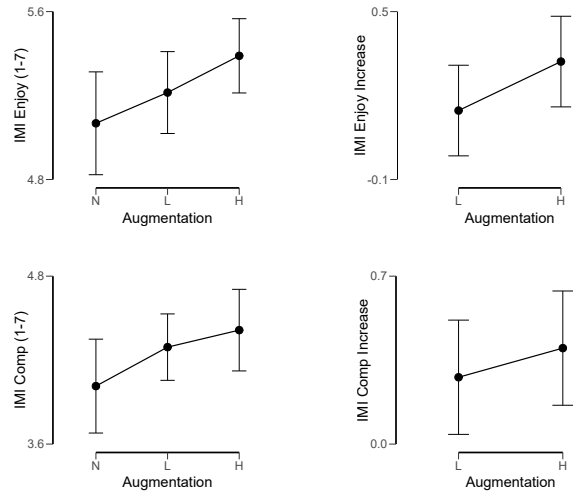 5.6
IMI Enjoy (1-7)
4.8
N L H
Augmentation
0.5
IMI Enjoy Increase
-0.1
L H
Augmentation
4.8
IMI Comp (1-7)
3.6
N L H
Augmentation
0.7
IMI Comp Increase
0.0
L H
Augmentation